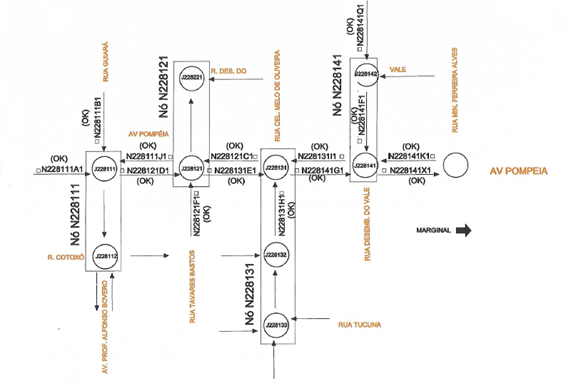 (OK)
N228141Q1
RUA GUIARÁ
(OK)
N228111B1
Nó N228121
J228221
R. DES. DO
RUA CEL. MELO DE OLIVEIRA
Nó N228141
J228142
VALE
RUA MIN. FERREIRA ALVES
(OK)
N228141F1
AV POMPÉIA
(OK)
N228111A1
J228111
(OK)
N228111J1
N228121D1
(OK)
J228121
(OK)
N228121C1
N228131E1
(OK)
J228131
(OK)
N228131I1
N228141G1
(OK)
J228141
(OK)
N228141K1
N228141X1
(OK)
AV POMPEIA
Nó N228111
N228121F1
(OK)
N228131H1
(OK)
RUA DESEMB. DO VALE
MARGINAL
R. COTOXÓ
J228112
RUA TAVARES BASTOS
Nó N228131
J228132
AV. PROF. ALFONSO BOVERO
J228133
RUA TUCUNA